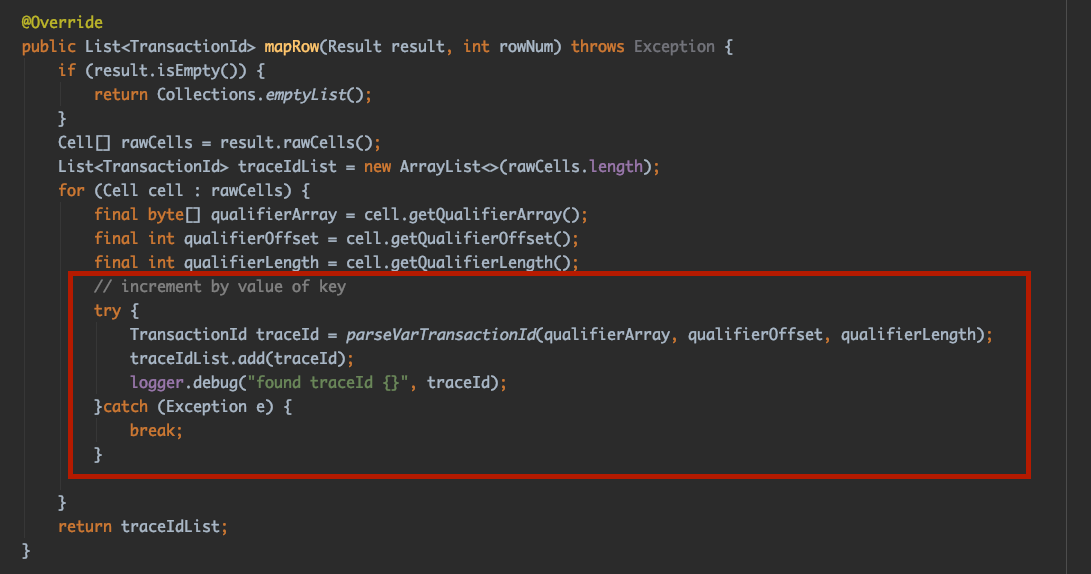 @Override
public List<TransactionId> mapRow(Result result, int rowNum) throws Exception {
    if (result.isEmpty()) {
        return Collections.emptyList();
    }
    Cell[] rawCells = result.rawCells();
    List<TransactionId> traceIdList = new ArrayList<>(rawCells.length);
    for (Cell cell : rawCells) {
        final byte[] qualifierArray = cell.getQualifierArray();
        final int qualifierOffset = cell.getQualifierOffset();
        final int qualifierLength = cell.getQualifierLength();
        // increment by value of key
        try {
            TransactionId traceId = parseVarTransactionId(qualifierArray, qualifierOffset, qualifierLength);
            traceIdList.add(traceId);
            logger.debug("found traceId {}", traceId);
        }catch (Exception e) {
            break;
        }
    }
    return traceIdList;
}